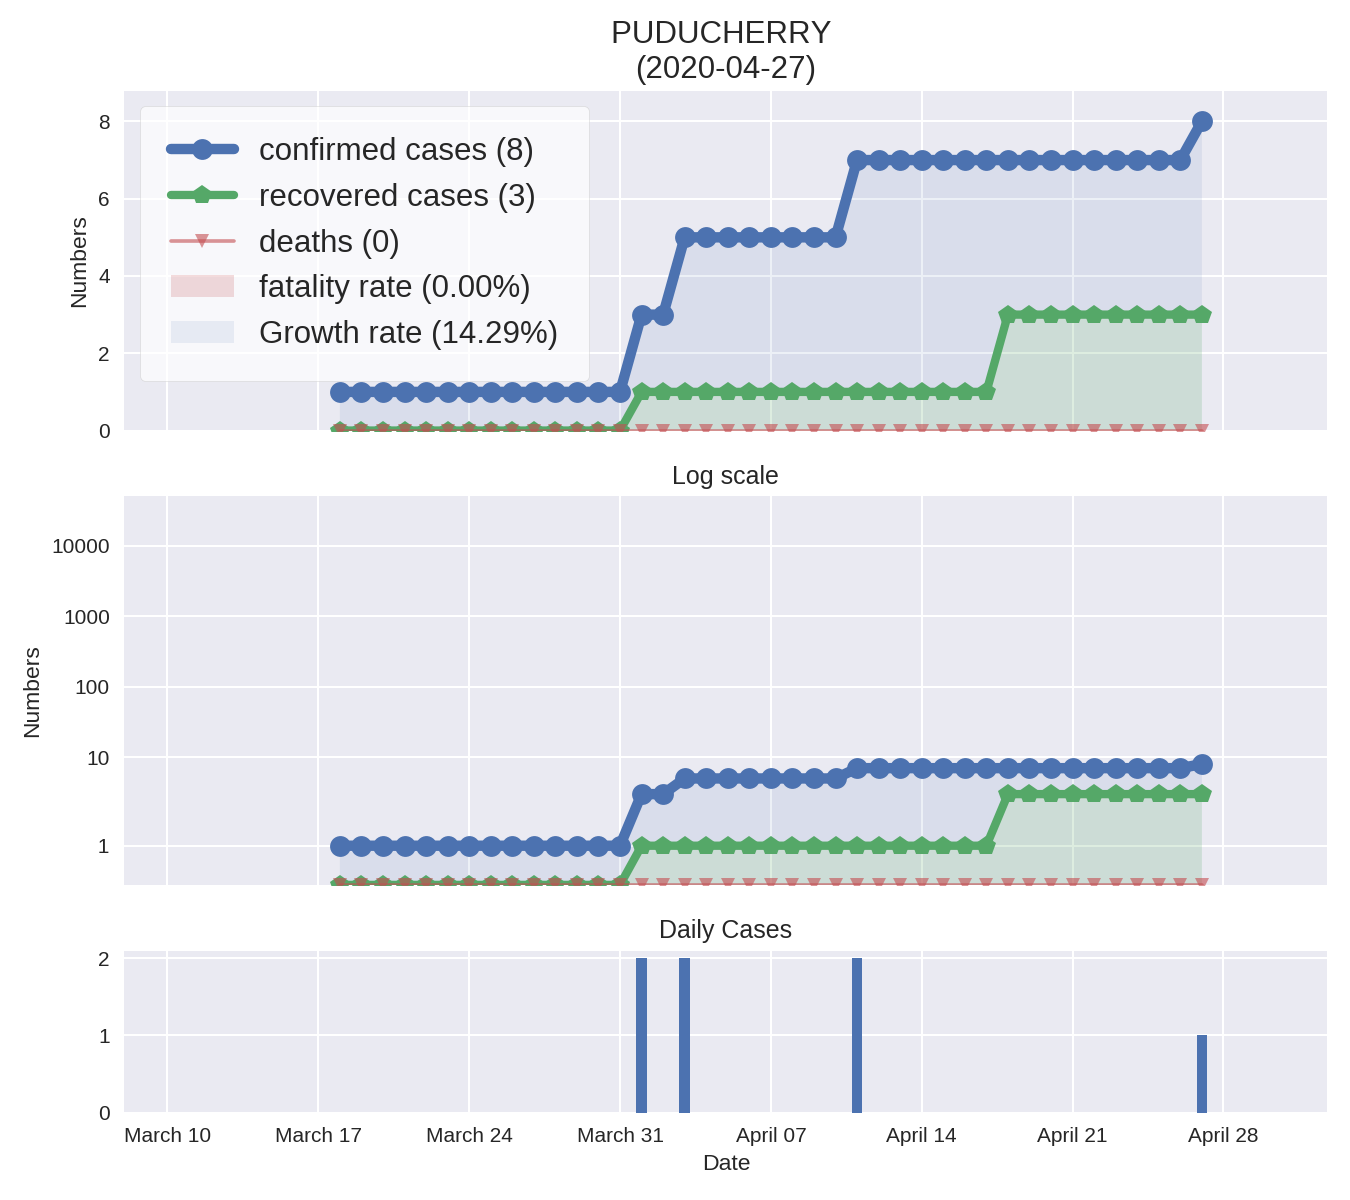 PUDUCHERRY
(2020-04-27)
8
6
4
2
0
Numbers
confirmed cases (8)
recovered cases (3)
deaths (0)
fatality rate (0.00%)
Growth rate (14.29%)
Log scale
10000
1000
100
10
1
Numbers
Daily Cases
2
1
0
March 10 March 17 March 24 March 31 April 07 April 14 April 21 April 28
Date